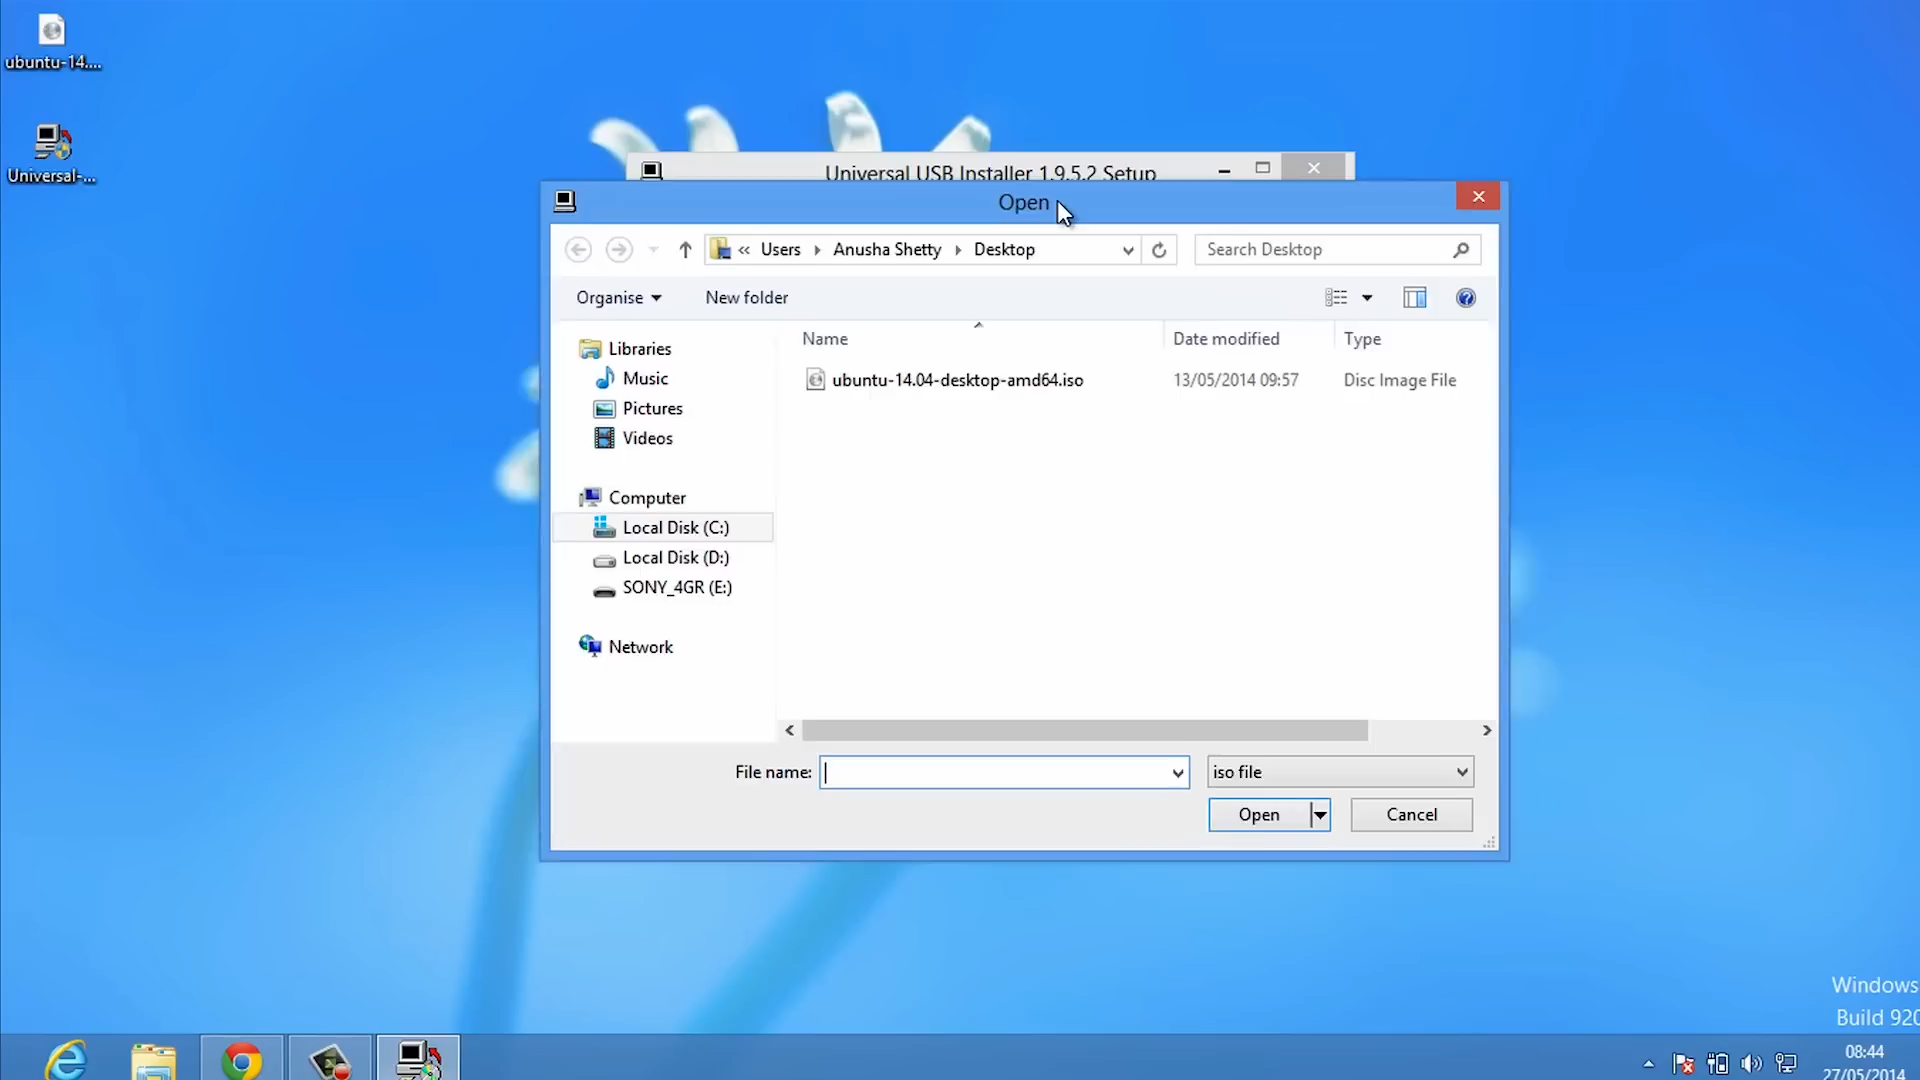 ubuntu-14....
Universal-...
Universal USB Installer 1.9.5.2 Setup
Open
« Users Anusha Shetty Desktop
Search Desktop
Organise
New folder
Name
Date modified
Type
Libraries
Music
Pictures
Videos
Computer
Local Disk (C:)
Local Disk (D:)
SONY_4GR (E:)
Network
ubuntu-14.04-desktop-amd64.iso
13/05/2014 09:57
Disc Image File
File name:
iso file
Open
Cancel
Windows
Build 920
08:44
27/05/2014